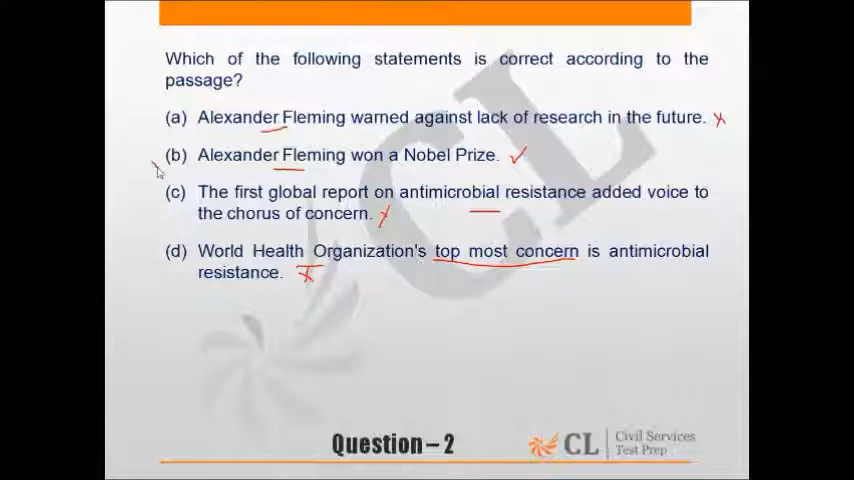 Which of the following statements is correct according to the
passage?
(a) Alexander Fleming warned against lack of research in the future.
(b) Alexander Fleming won a Nobel Prize.
(c) The first global report on antimicrobial resistance added voice to
the chorus of concern.
(d) World Health Organization's top most concern is antimicrobial
resistance.
CL
Question – 2
CL Civil Services
Test Prep